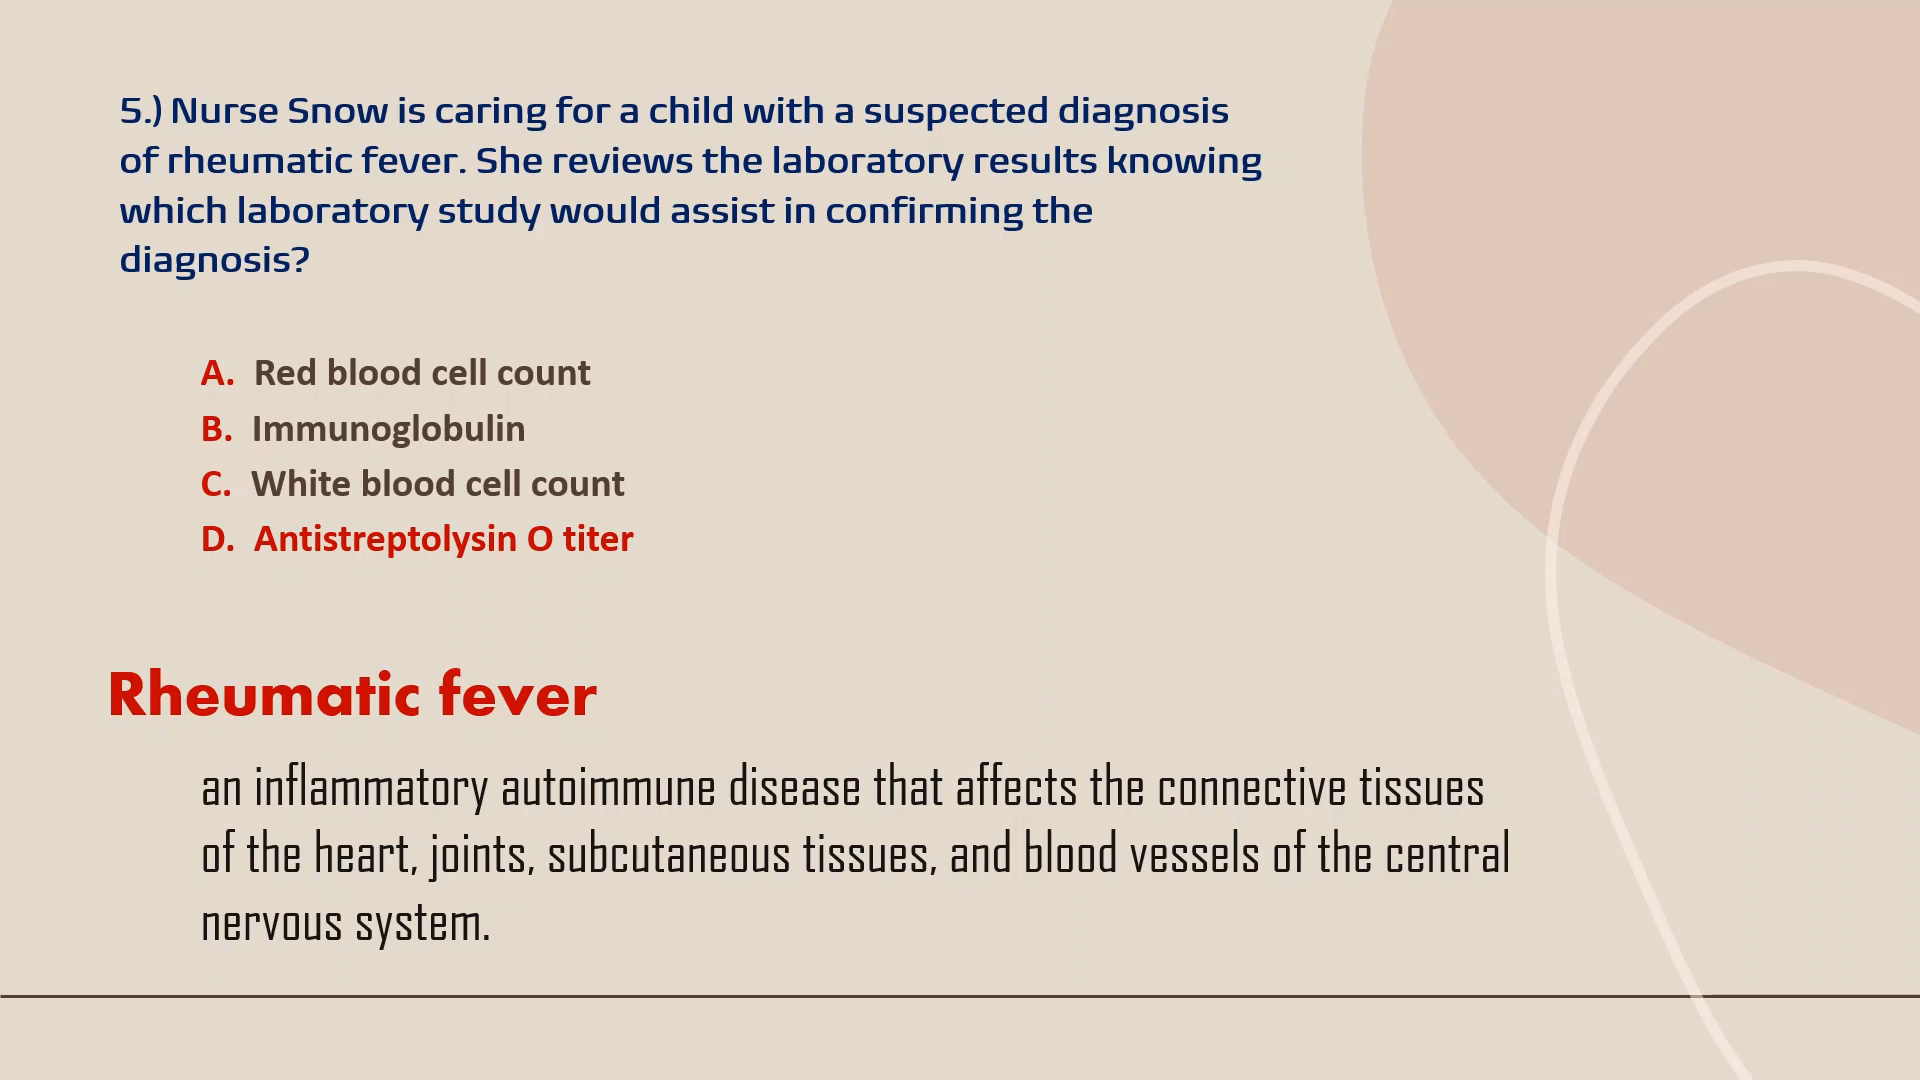 5.) Nurse Snow is caring for a child with a suspected diagnosis
of rheumatic fever. She reviews the laboratory results knowing
which laboratory study would assist in confirming the
diagnosis?
A. Red blood cell count
B. Immunoglobulin
C. White blood cell count
D. Antistreptolysin O titer
Rheumatic fever
an inflammatory autoimmune disease that affects the connective tissues
of the heart, joints, subcutaneous tissues, and blood vessels of the central
nervous system.